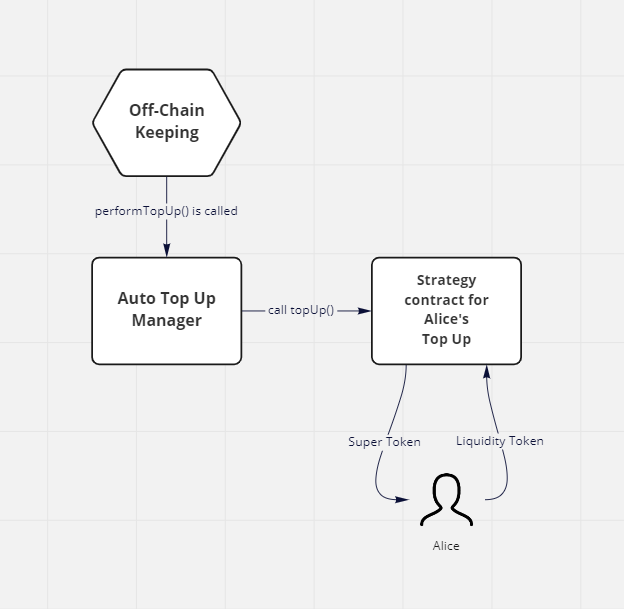 Off-Chain
Keeping
performTopUp() is called
Auto Top Up
Manager
call topUp()
Strategy
contract for
Alice's
Top Up
Super Token
Liquidity Token
Alice